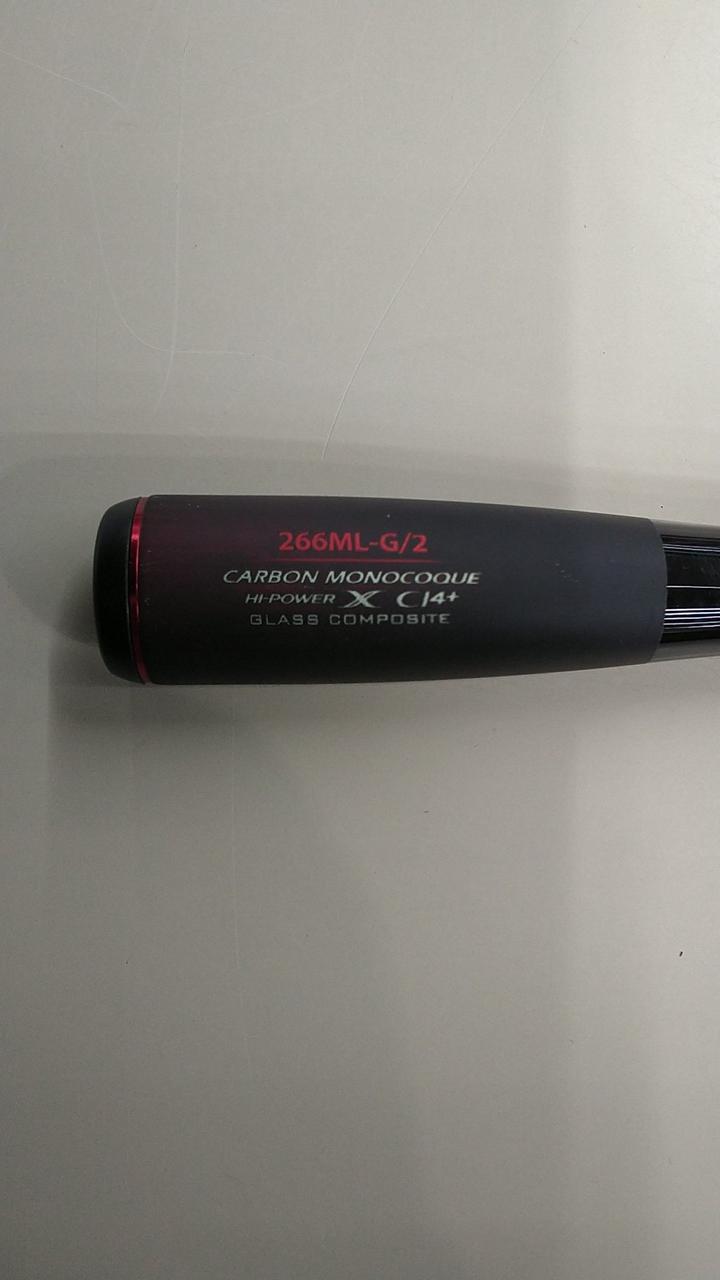 266ML-G/2
CARBON MONOCOQUE
HI-POWER X CI4+
GLASS COMPOSITE